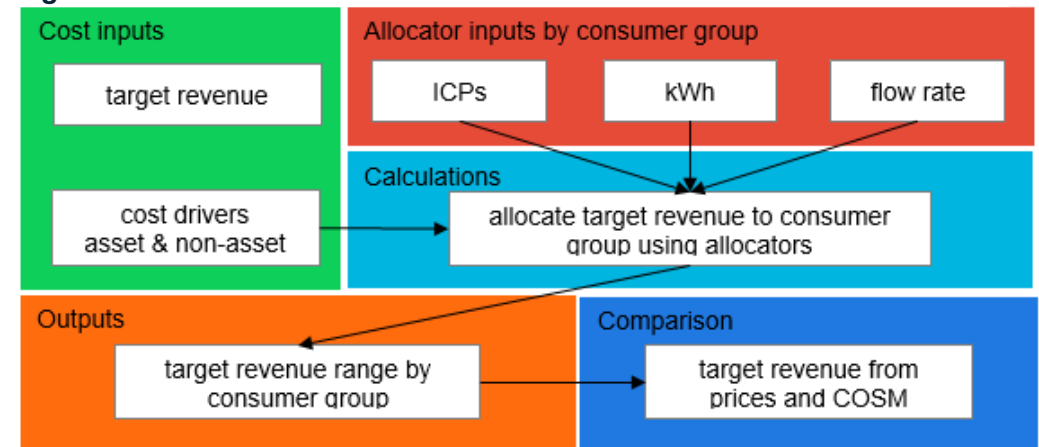 Cost inputs
target revenue
cost drivers
asset & non-asset
Allocator inputs by consumer group
ICPs
kWh
flow rate
Calculations
allocate target revenue to consumer
group using allocators
Outputs
target revenue range by
consumer group
Comparison
target revenue from
prices and COSM